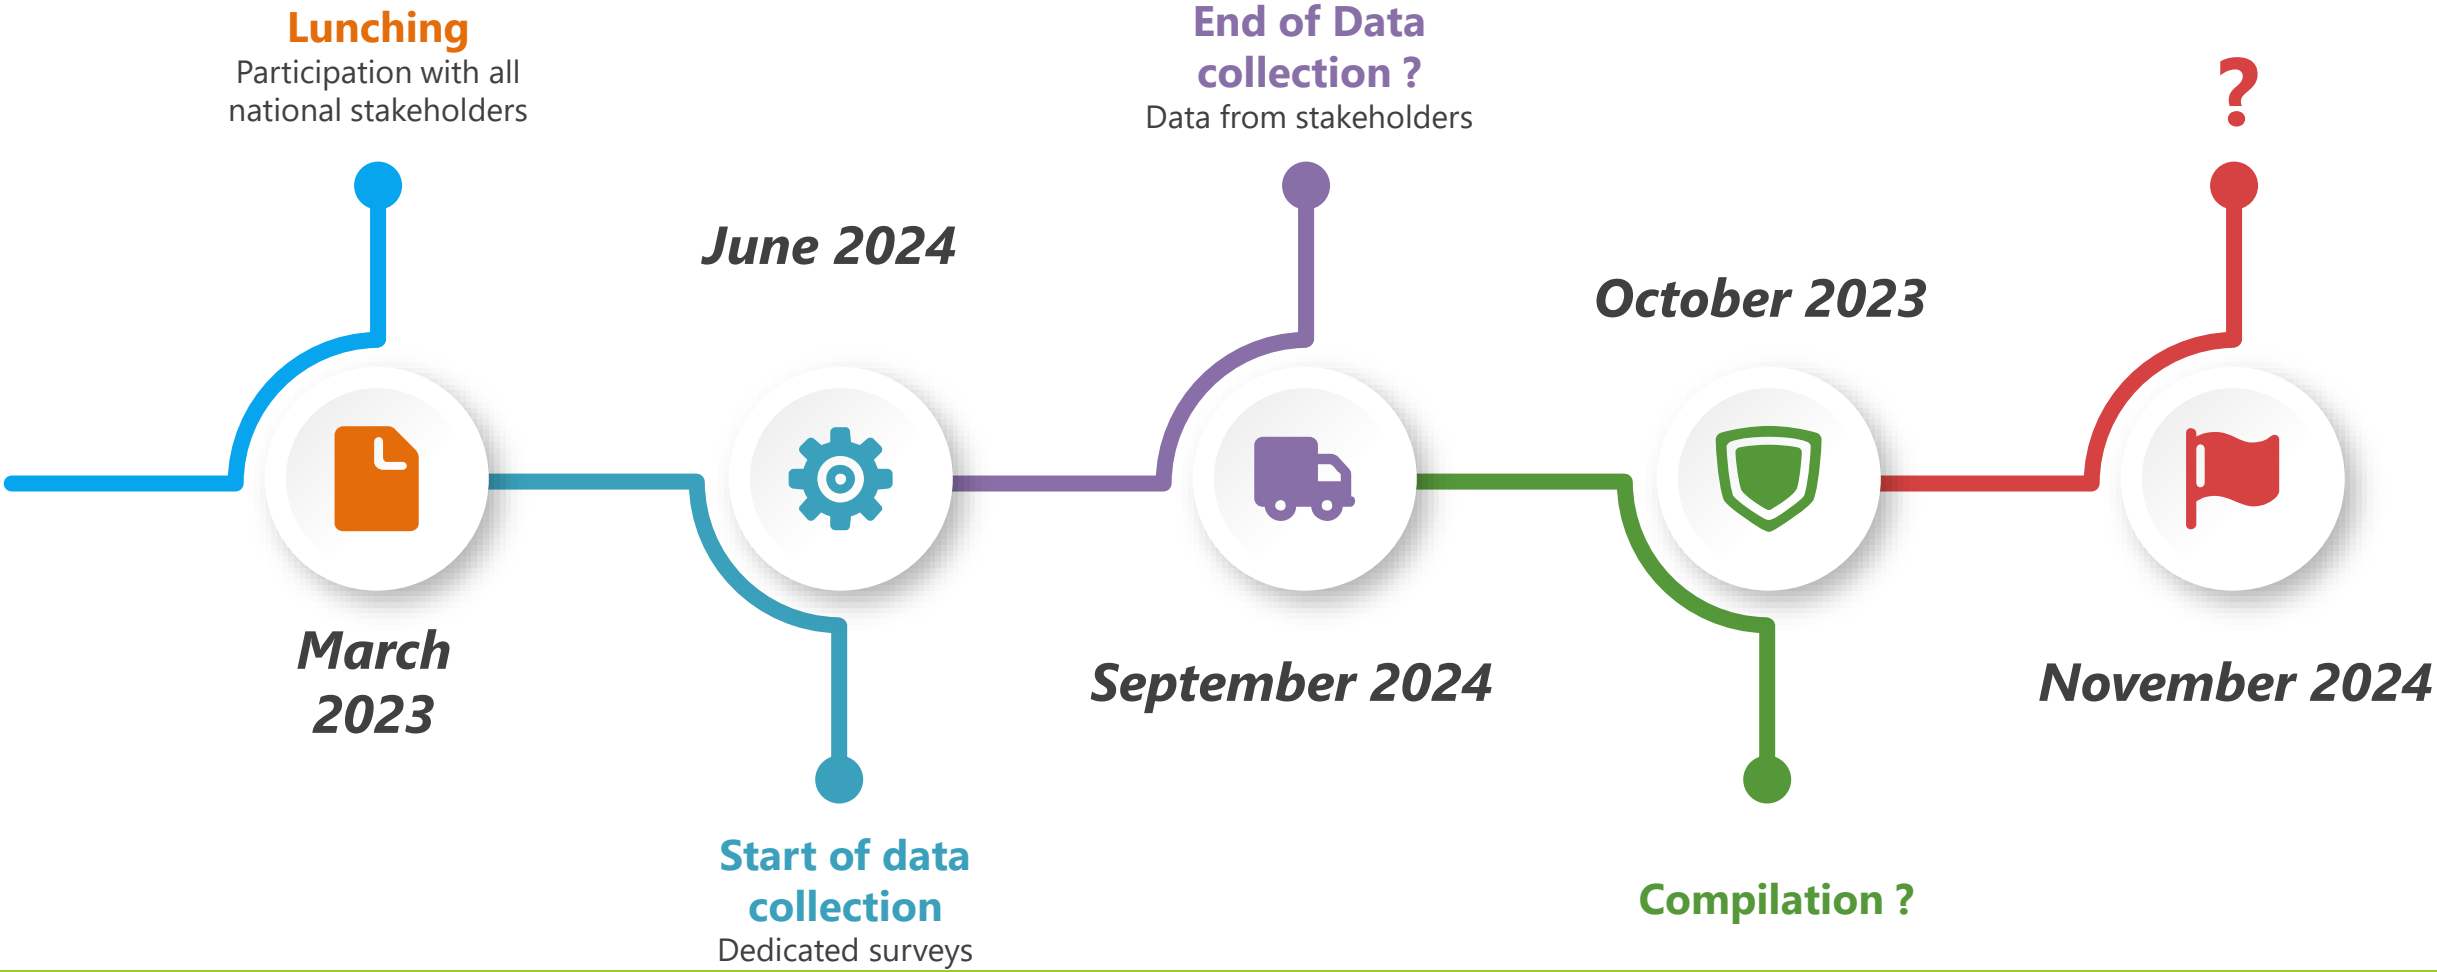 Lunching
Participation with all
national stakeholders
March
2023
June 2024
Start of data
collection
Dedicated surveys
End of Data
collection ?
Data from stakeholders
September 2024
October 2023
Compilation ?
?
November 2024